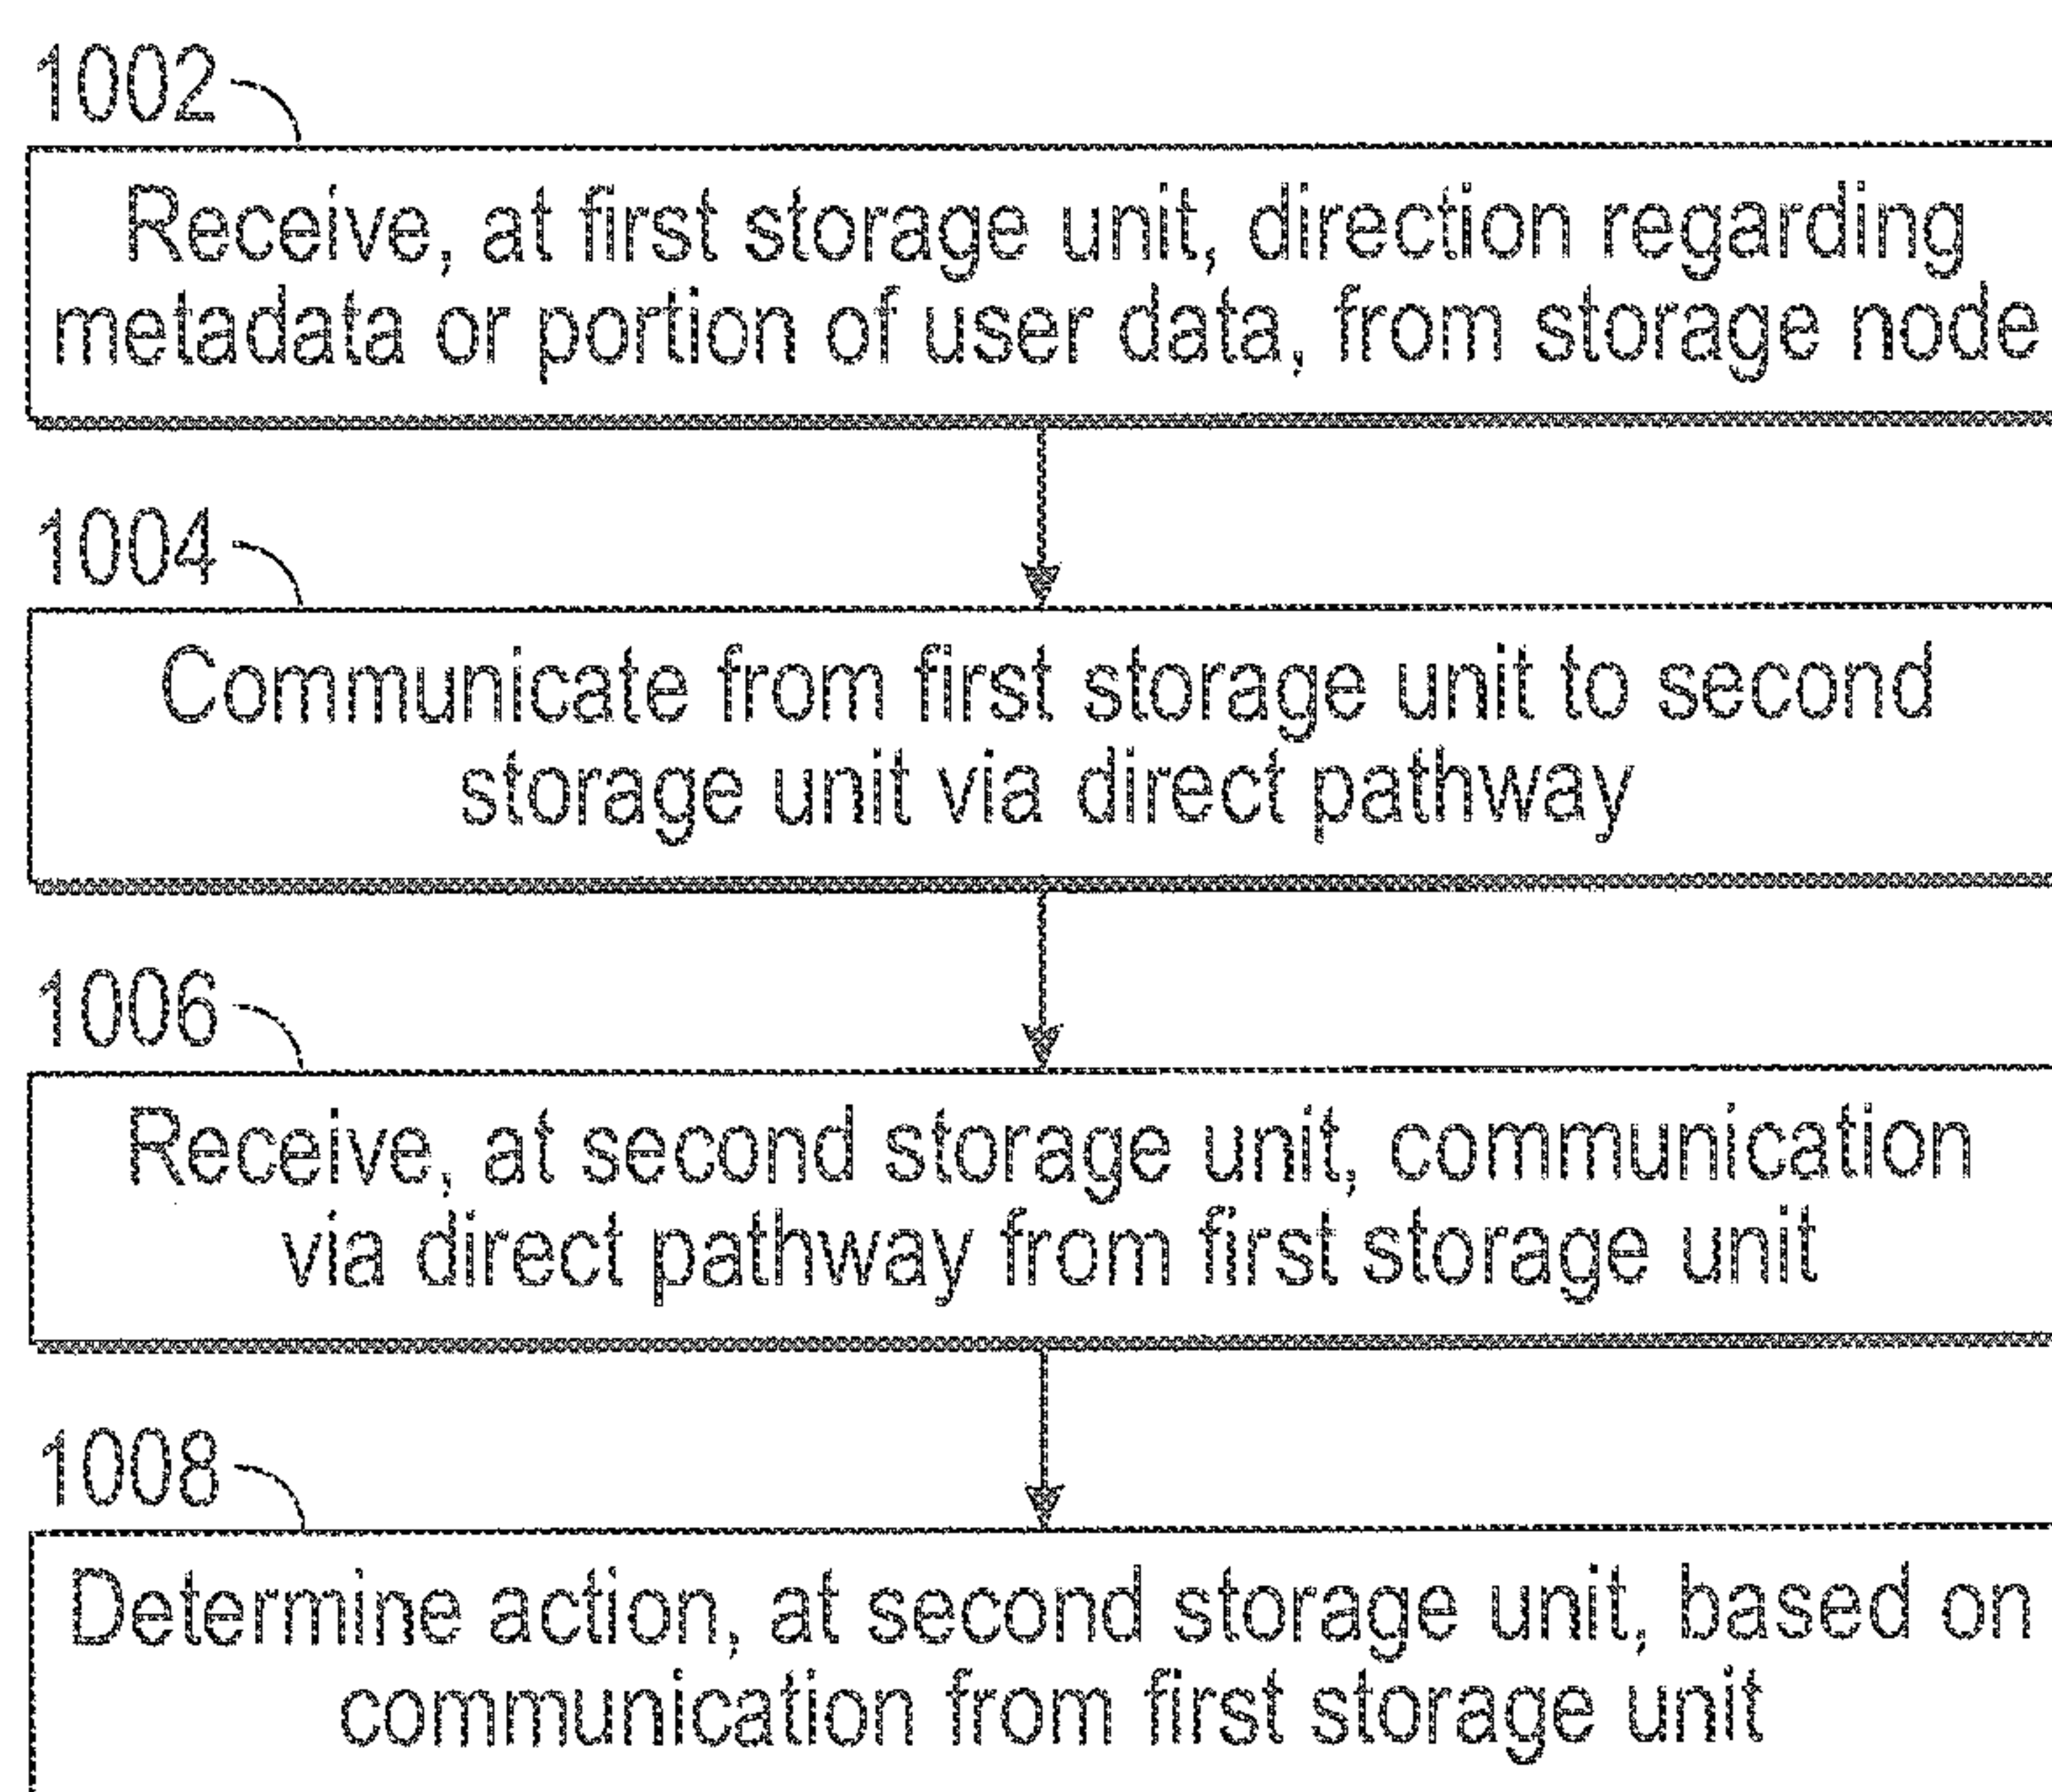 1002
Receive, at first storage unit, direction regarding
metadata or portion of user data, from storage node
1004
Communicate from first storage unit to second
storage unit via direct pathway
1006
Receive, at second storage unit, communication
via direct pathway from first storage unit
1008
Determine action, at second storage unit, based on
communication from first storage unit